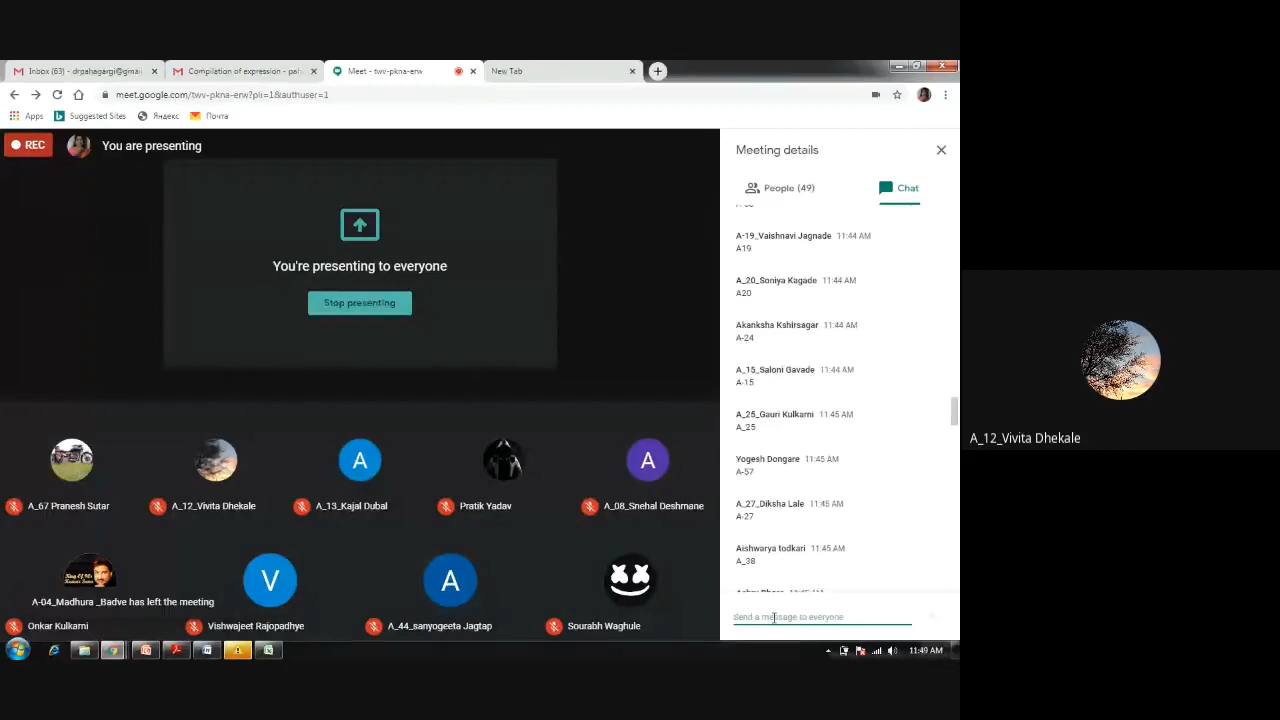 Inbox (63) - drpahagargi@gmai
Compilation of expression - pah
Meet - twv-pkna-erw
New Tab
meet.google.com/twv-pkna-erw?pli=1&authuser=1
Apps
Suggested Sites
Яндекс
Почта
REC
You are presenting
You're presenting to everyone
Stop presenting
A_67 Pranesh Sutar
A_12_Vivita Dhekale
A_13_Kajal Dubal
Pratik Yadav
A_08_Snehal Deshmane
A
A
A-04_Madhura _Badve has left the meeting
V
A
Vishwajeet Rajopadhye
A_44_sanyogeeta Jagtap
Sourabh Waghule
Meeting details
People (49)
Chat
A-19_Vaishnavi Jagnade 11:44 AM
A19
A_20_Soniya Kagade 11:44 AM
A20
Akanksha Kshirsagar 11:44 AM
A-24
A_15_Saloni Gavade 11:44 AM
A-15
A_25_Gauri Kulkarni 11:45 AM
A_25
Yogesh Dongare 11:45 AM
A-57
A_27_Diksha Lale 11:45 AM
A-27
Aishwarya todkari 11:45 AM
A_38
Send a message to everyone
11:49 AM
A_12_Vivita Dhekale